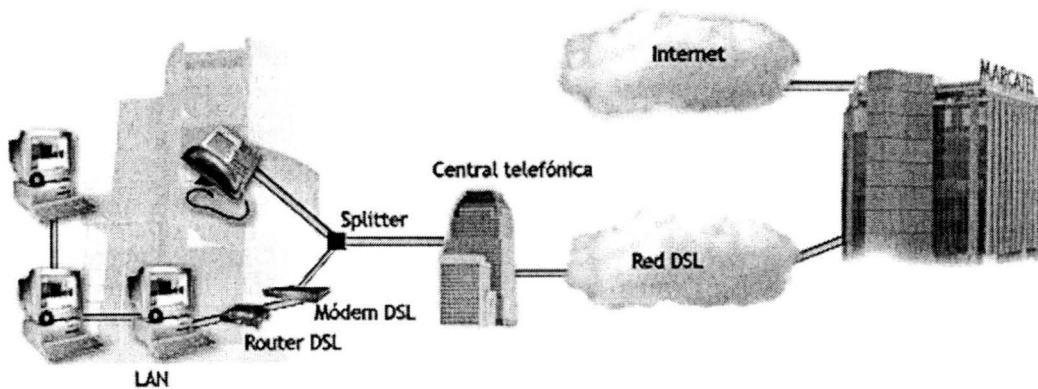 Internet
MARCATEL
Central telefónica
Splitter
Red DSL
Módem DSL
Router DSL
LAN